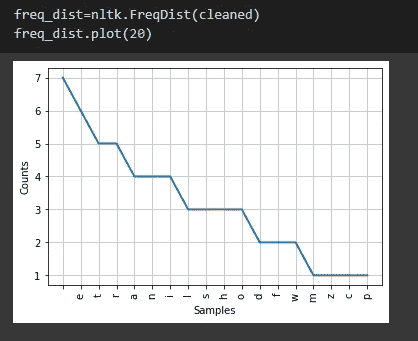 freq_dist=nltk.FreqDist(cleaned)
freq_dist.plot(20)
7
6
5
4
3
2
1
Counts
e t r a n i l s h o d f w m z c p
Samples